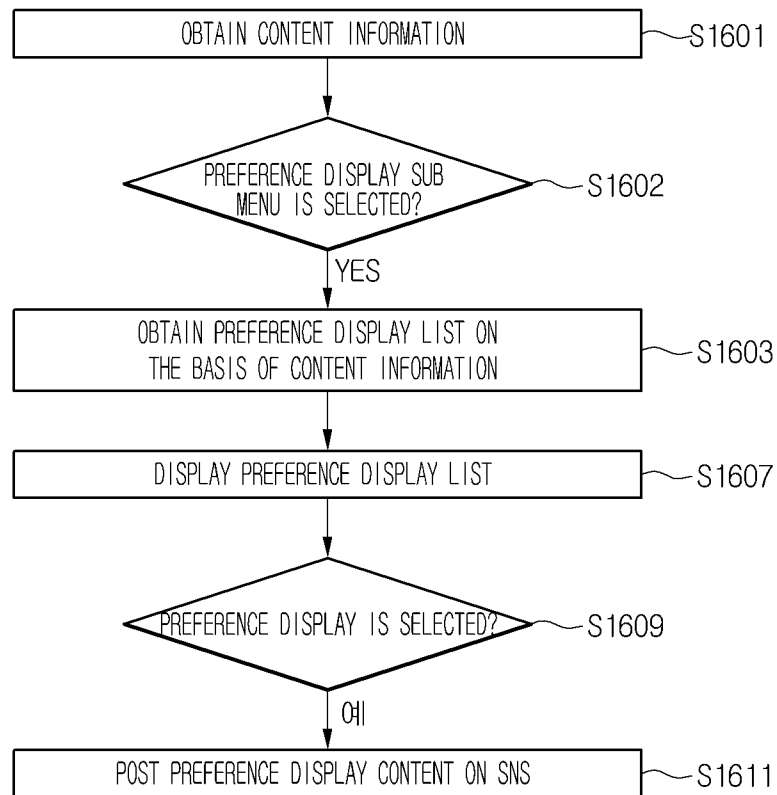 OBTAIN CONTENT INFORMATION
S1601
PREFERENCE DISPLAY SUB
MENU IS SELECTED?
S1602
YES
OBTAIN PREFERENCE DISPLAY LIST ON
THE BASIS OF CONTENT INFORMATION
S1603
DISPLAY PREFERENCE DISPLAY LIST
S1607
PREFERENCE DISPLAY IS SELECTED?
S1609
예
POST PREFERENCE DISPLAY CONTENT ON SNS
S1611